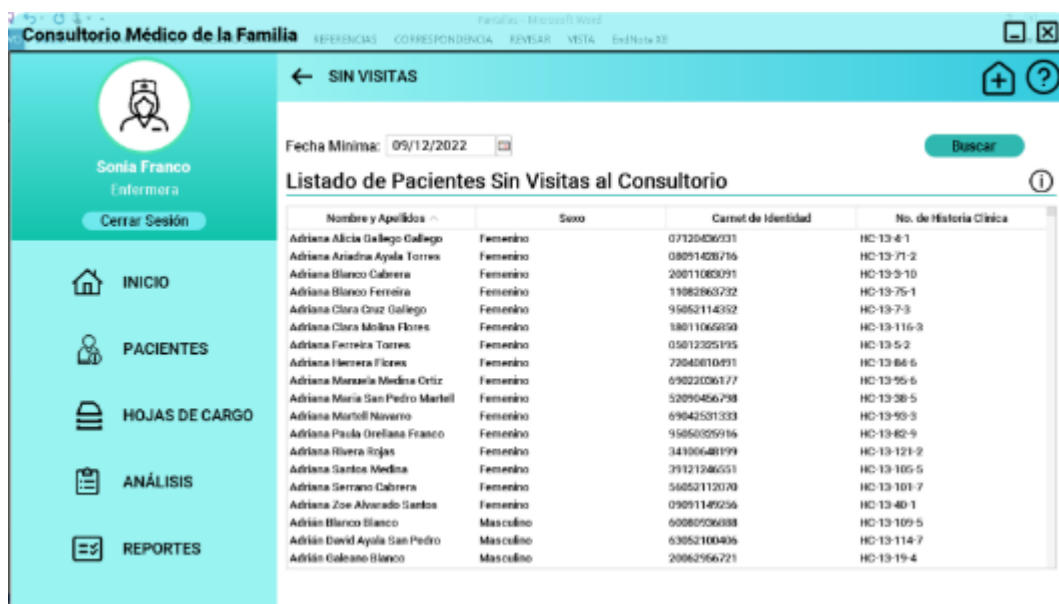 Pantallas - Microsoft Word
Consultorio Médico de la Familia
REFERENCIAS CORRESPONDENCIA REVISAR VISTA EndNote X8
SIN VISITAS
Sonia Franco
Enfermera
Cerrar Sesión
INICIO
PACIENTES
HOJAS DE CARGO
ANÁLISIS
REPORTES
Fecha Mínima: 09/12/2022
Buscar
Listado de Pacientes Sin Visitas al Consultorio
Nombre y Apellidos Sexo Carnet de Identidad No. de Historia Clínica
Adriana Alicia Gallego Gallego Femenino 07120436931 HC-13-4-1
Adriana Ariadna Ayala Torres Femenino 08091428716 HC-13-71-2
Adriana Blanco Cabrera Femenino 20011083091 HC-13-3-10
Adriana Blanco Ferreira Femenino 11082863732 HC-13-75-1
Adriana Clara Cruz Gallego Femenino 95052114352 HC-13-7-3
Adriana Clara Molina Flores Femenino 18011065850 HC-13-116-3
Adriana Ferreira Torres Femenino 05012325195 HC-13-5-2
Adriana Herrera Flores Femenino 72040810491 HC-13-84-6
Adriana Manuela Medina Ortiz Femenino 69022036177 HC-13-95-6
Adriana María San Pedro Martell Femenino 52090456798 HC-13-38-5
Adriana Martell Navarro Femenino 69042531333 HC-13-93-3
Adriana Paula Orellana Franco Femenino 95050325916 HC-13-82-9
Adriana Rivera Rojas Femenino 34100648199 HC-13-121-2
Adriana Santos Medina Femenino 39121246551 HC-13-105-5
Adriana Serrano Cabrera Femenino 56052112070 HC-13-101-7
Adriana Zoe Alvarado Santos Femenino 09091149256 HC-13-40-1
Adrián Blanco Blanco Masculino HC-13-109-5
Adrián David Ayala San Pedro Masculino 63052100406 HC-13-114-7
Adrián Galeano Blanco Masculino 20062956721 HC-13-19-4